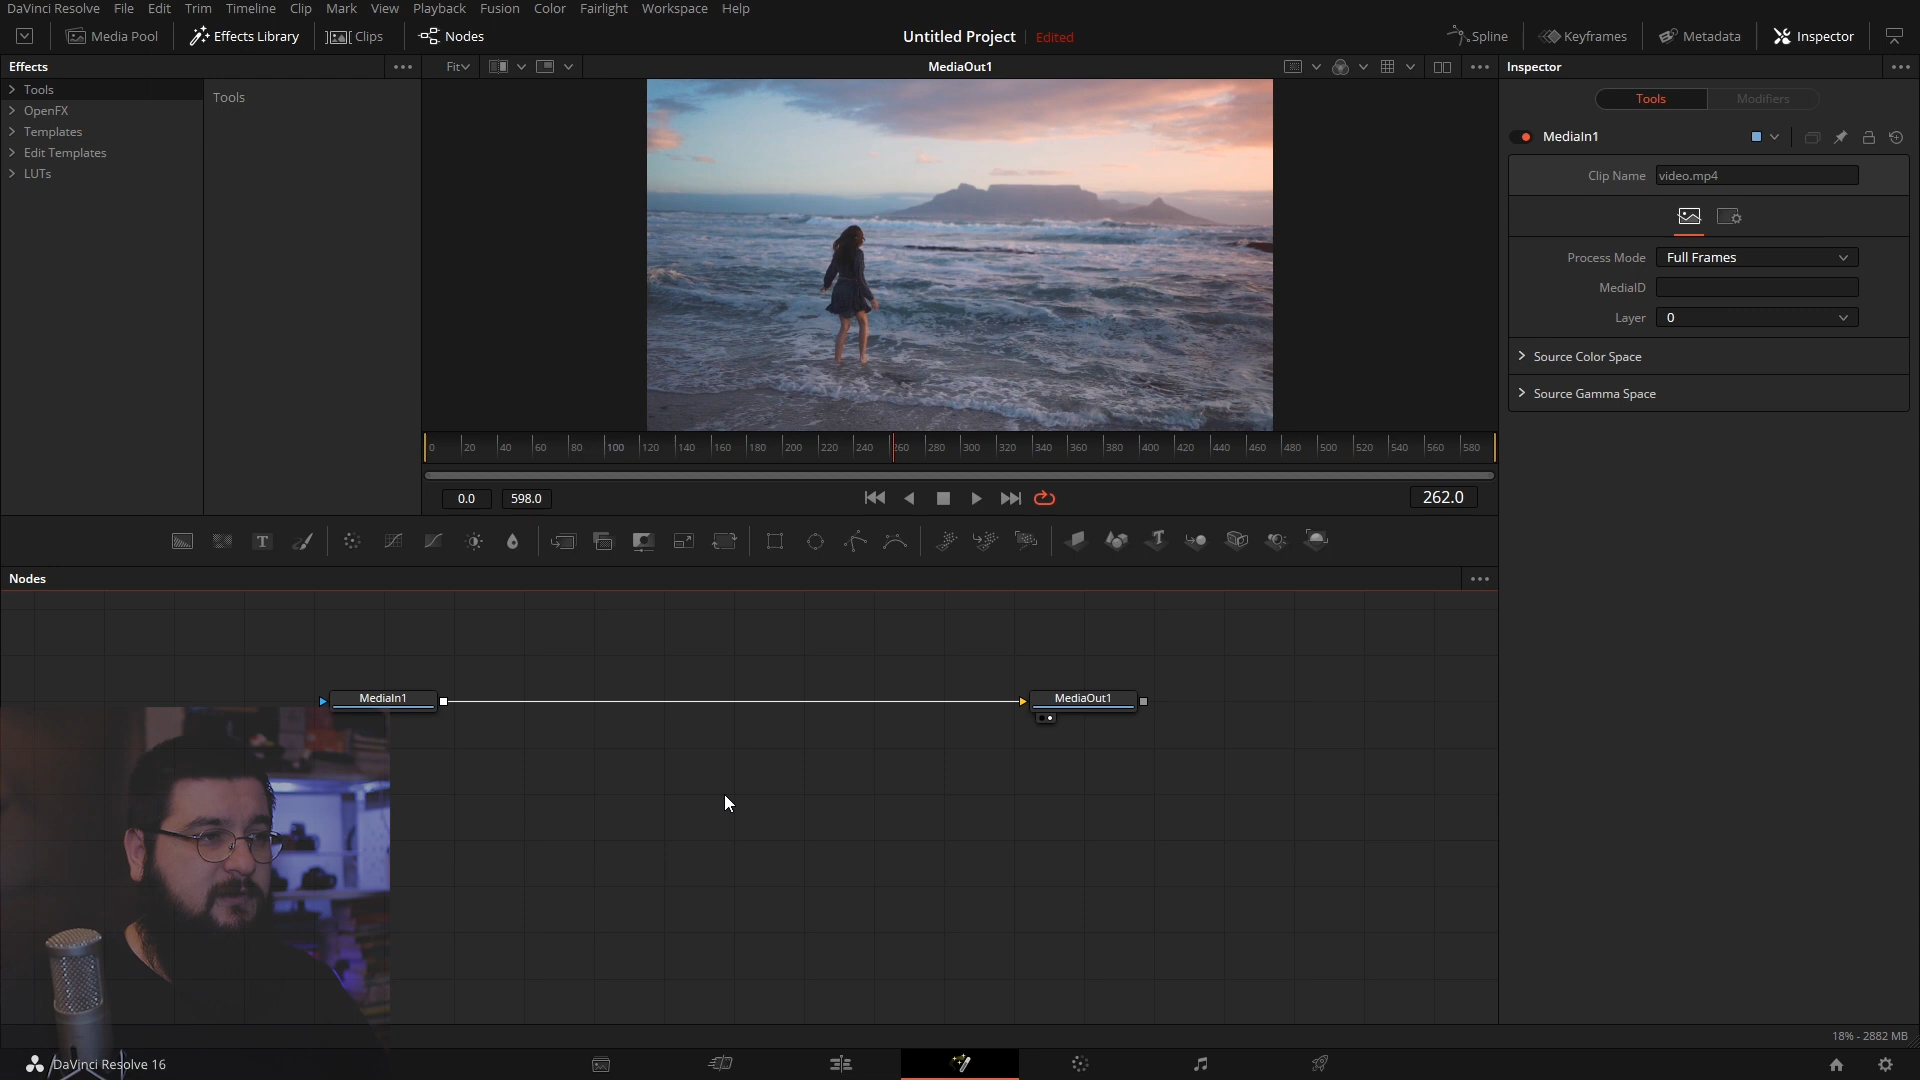 DaVinci Resolve File Edit Trim Timeline Clip Mark View Playback Fusion Color Fairlight Workspace Help
Media Pool Effects Library Clips Nodes Untitled Project Edited Spline Keyframes Metadata Inspector
Effects Fit MediaOut1 Inspector
Tools
OpenFX
Templates
Edit Templates
LUTs
Tools
Tools Modifiers
MediaIn1
Clip Name video.mp4
Process Mode Full Frames
MediaID
Layer 0
Source Color Space
Source Gamma Space
0 20 40 60 80 100 120 140 160 180 200 220 240 260 280 300 320 340 360 380 400 420 440 460 480 500 520 540 560 580
0.0 598.0 262.0
T
T
Nodes
MediaIn1 MediaOut1
18% - 2882 MB
DaVinci Resolve 16